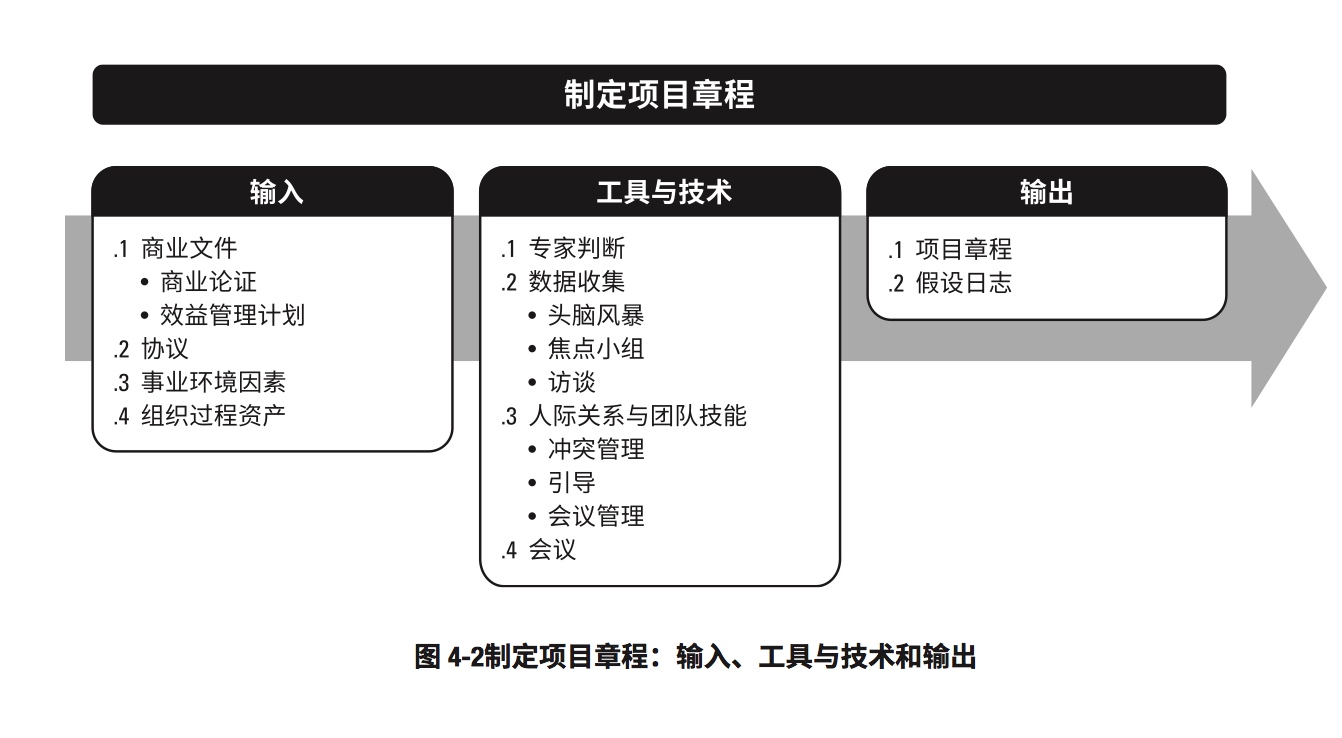 制定项目章程
输入
.1 商业文件
• 商业论证
• 效益管理计划
.2 协议
.3 事业环境因素
.4 组织过程资产
工具与技术
.1 专家判断
.2 数据收集
• 头脑风暴
• 焦点小组
• 访谈
.3 人际关系与团队技能
• 冲突管理
• 引导
• 会议管理
.4 会议
输出
.1 项目章程
.2 假设日志
图 4-2制定项目章程：输入、工具与技术和输出